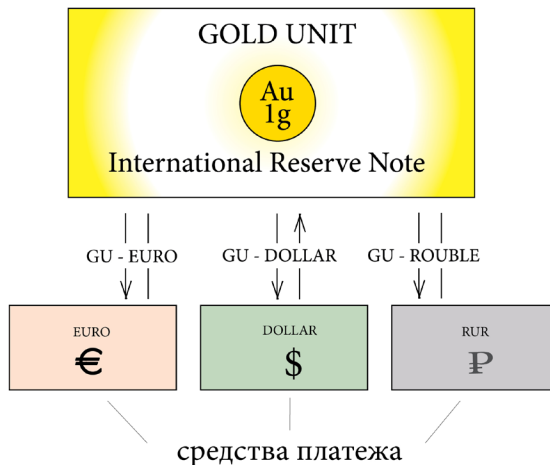 GOLD UNIT
Au
1g
International Reserve Note
GU - EURO GU - DOLLAR GU - ROUBLE
EURO DOLLAR RUR
€ $ ₽
средства платежа